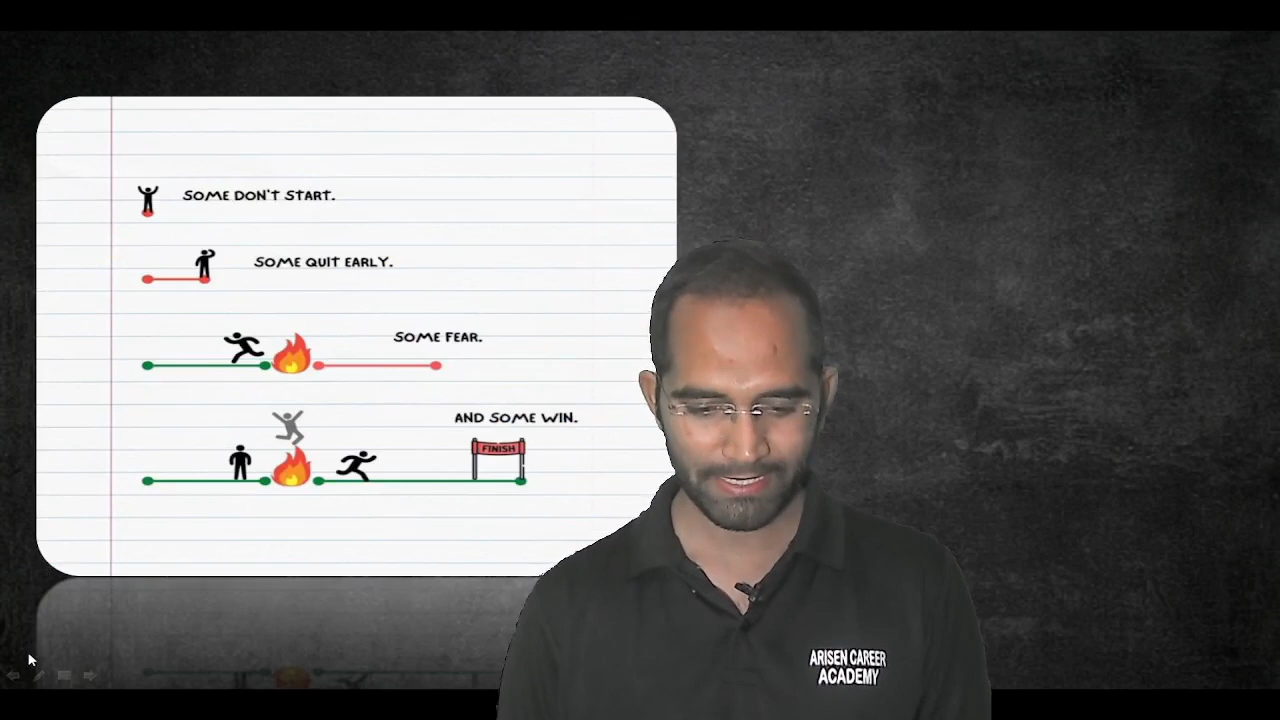 SOME DON'T START.
SOME QUIT EARLY.
SOME FEAR.
AND SOME WIN.
FINISH
ARISEN CAREER
ACADEMY